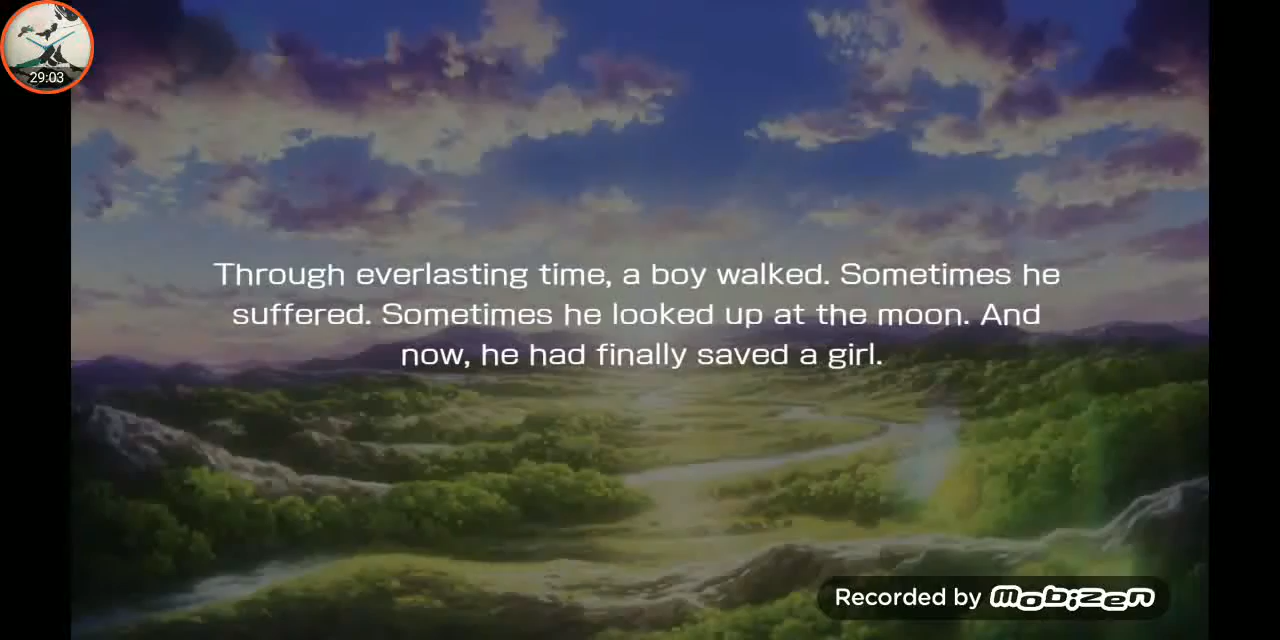 29:03
Through everlasting time, a boy walked. Sometimes he
suffered. Sometimes he looked up at the moon. And
now, he had finally saved a girl.
Recorded by Mobizen